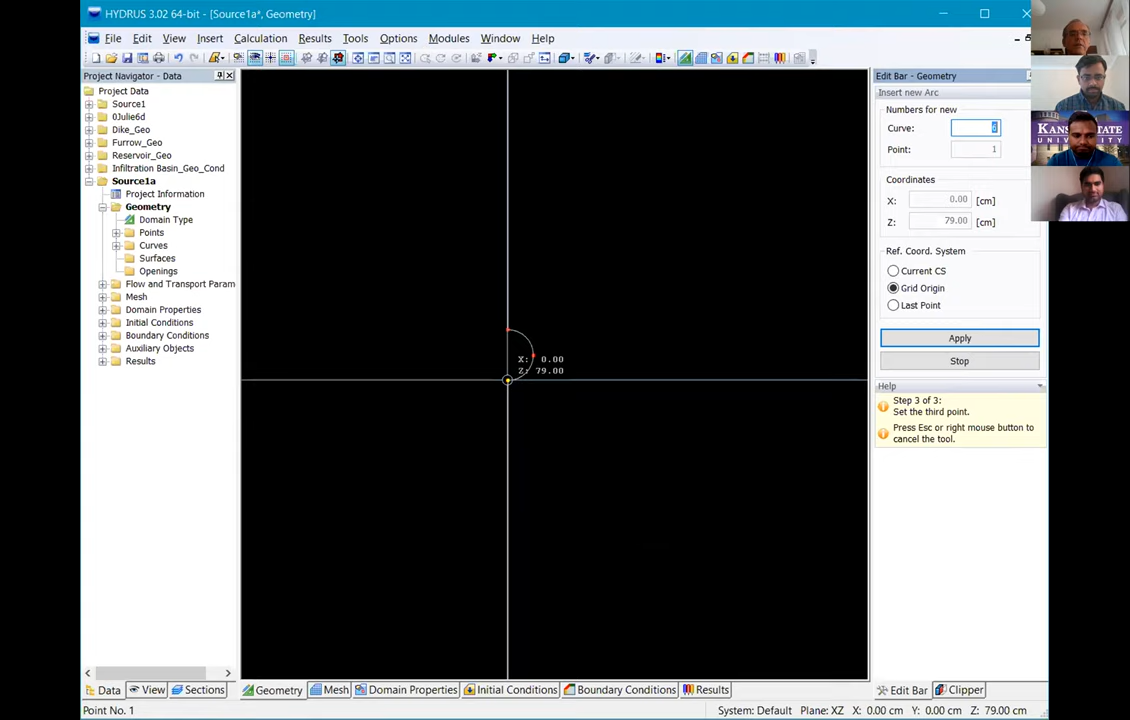 HYDRUS 3.02 64-bit - [Source1a*, Geometry]
File Edit View Insert Grid Calculation Results Tools Options Modules Window Help
Project Navigator - Data
Project Data
Source1
0Julie6d
Dike_Geo
Furrow_Geo
Reservoir_Geo
Infiltration Basin_Geo_Cond
Source1a
Project Information
Geometry
Domain Type
Points
Curves
Surfaces
Openings
Flow and Transport Param
Mesh
Domain Properties
Initial Conditions
Boundary Conditions
Auxiliary Objects
Results
X: 0.00
Z: 79.00
Edit Bar - Geometry
Insert new Arc
Numbers for new
Curve: 6
Point: 1
Coordinates
X: 0.00 [cm]
Z: 79.00 [cm]
Ref. Coord. System
Current CS
Grid Origin
Last Point
Apply
Stop
Help
Step 3 of 3:
Set the third point.
Press Esc or right mouse button to
cancel the tool.
Data View Sections
Geometry Mesh Domain Properties Initial Conditions Boundary Conditions Results
Edit Bar Clipper
Point No. 1
System: Default Plane: XZ X: 0.00 cm Y: 0.00 cm Z: 79.00 cm